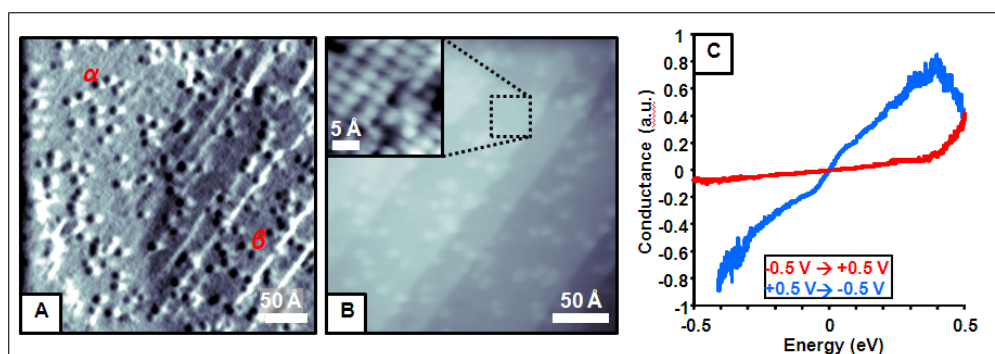 α
β
50 Å
A
5 Å
50 Å
B
C
Conductance (a.u.)
1
0.8
0.6
0.4
0.2
0
-0.2
-0.4
-0.6
-0.8
-1
-0.5 V → +0.5 V
+0.5 V → -0.5 V
-0.5
0
0.5
Energy (eV)